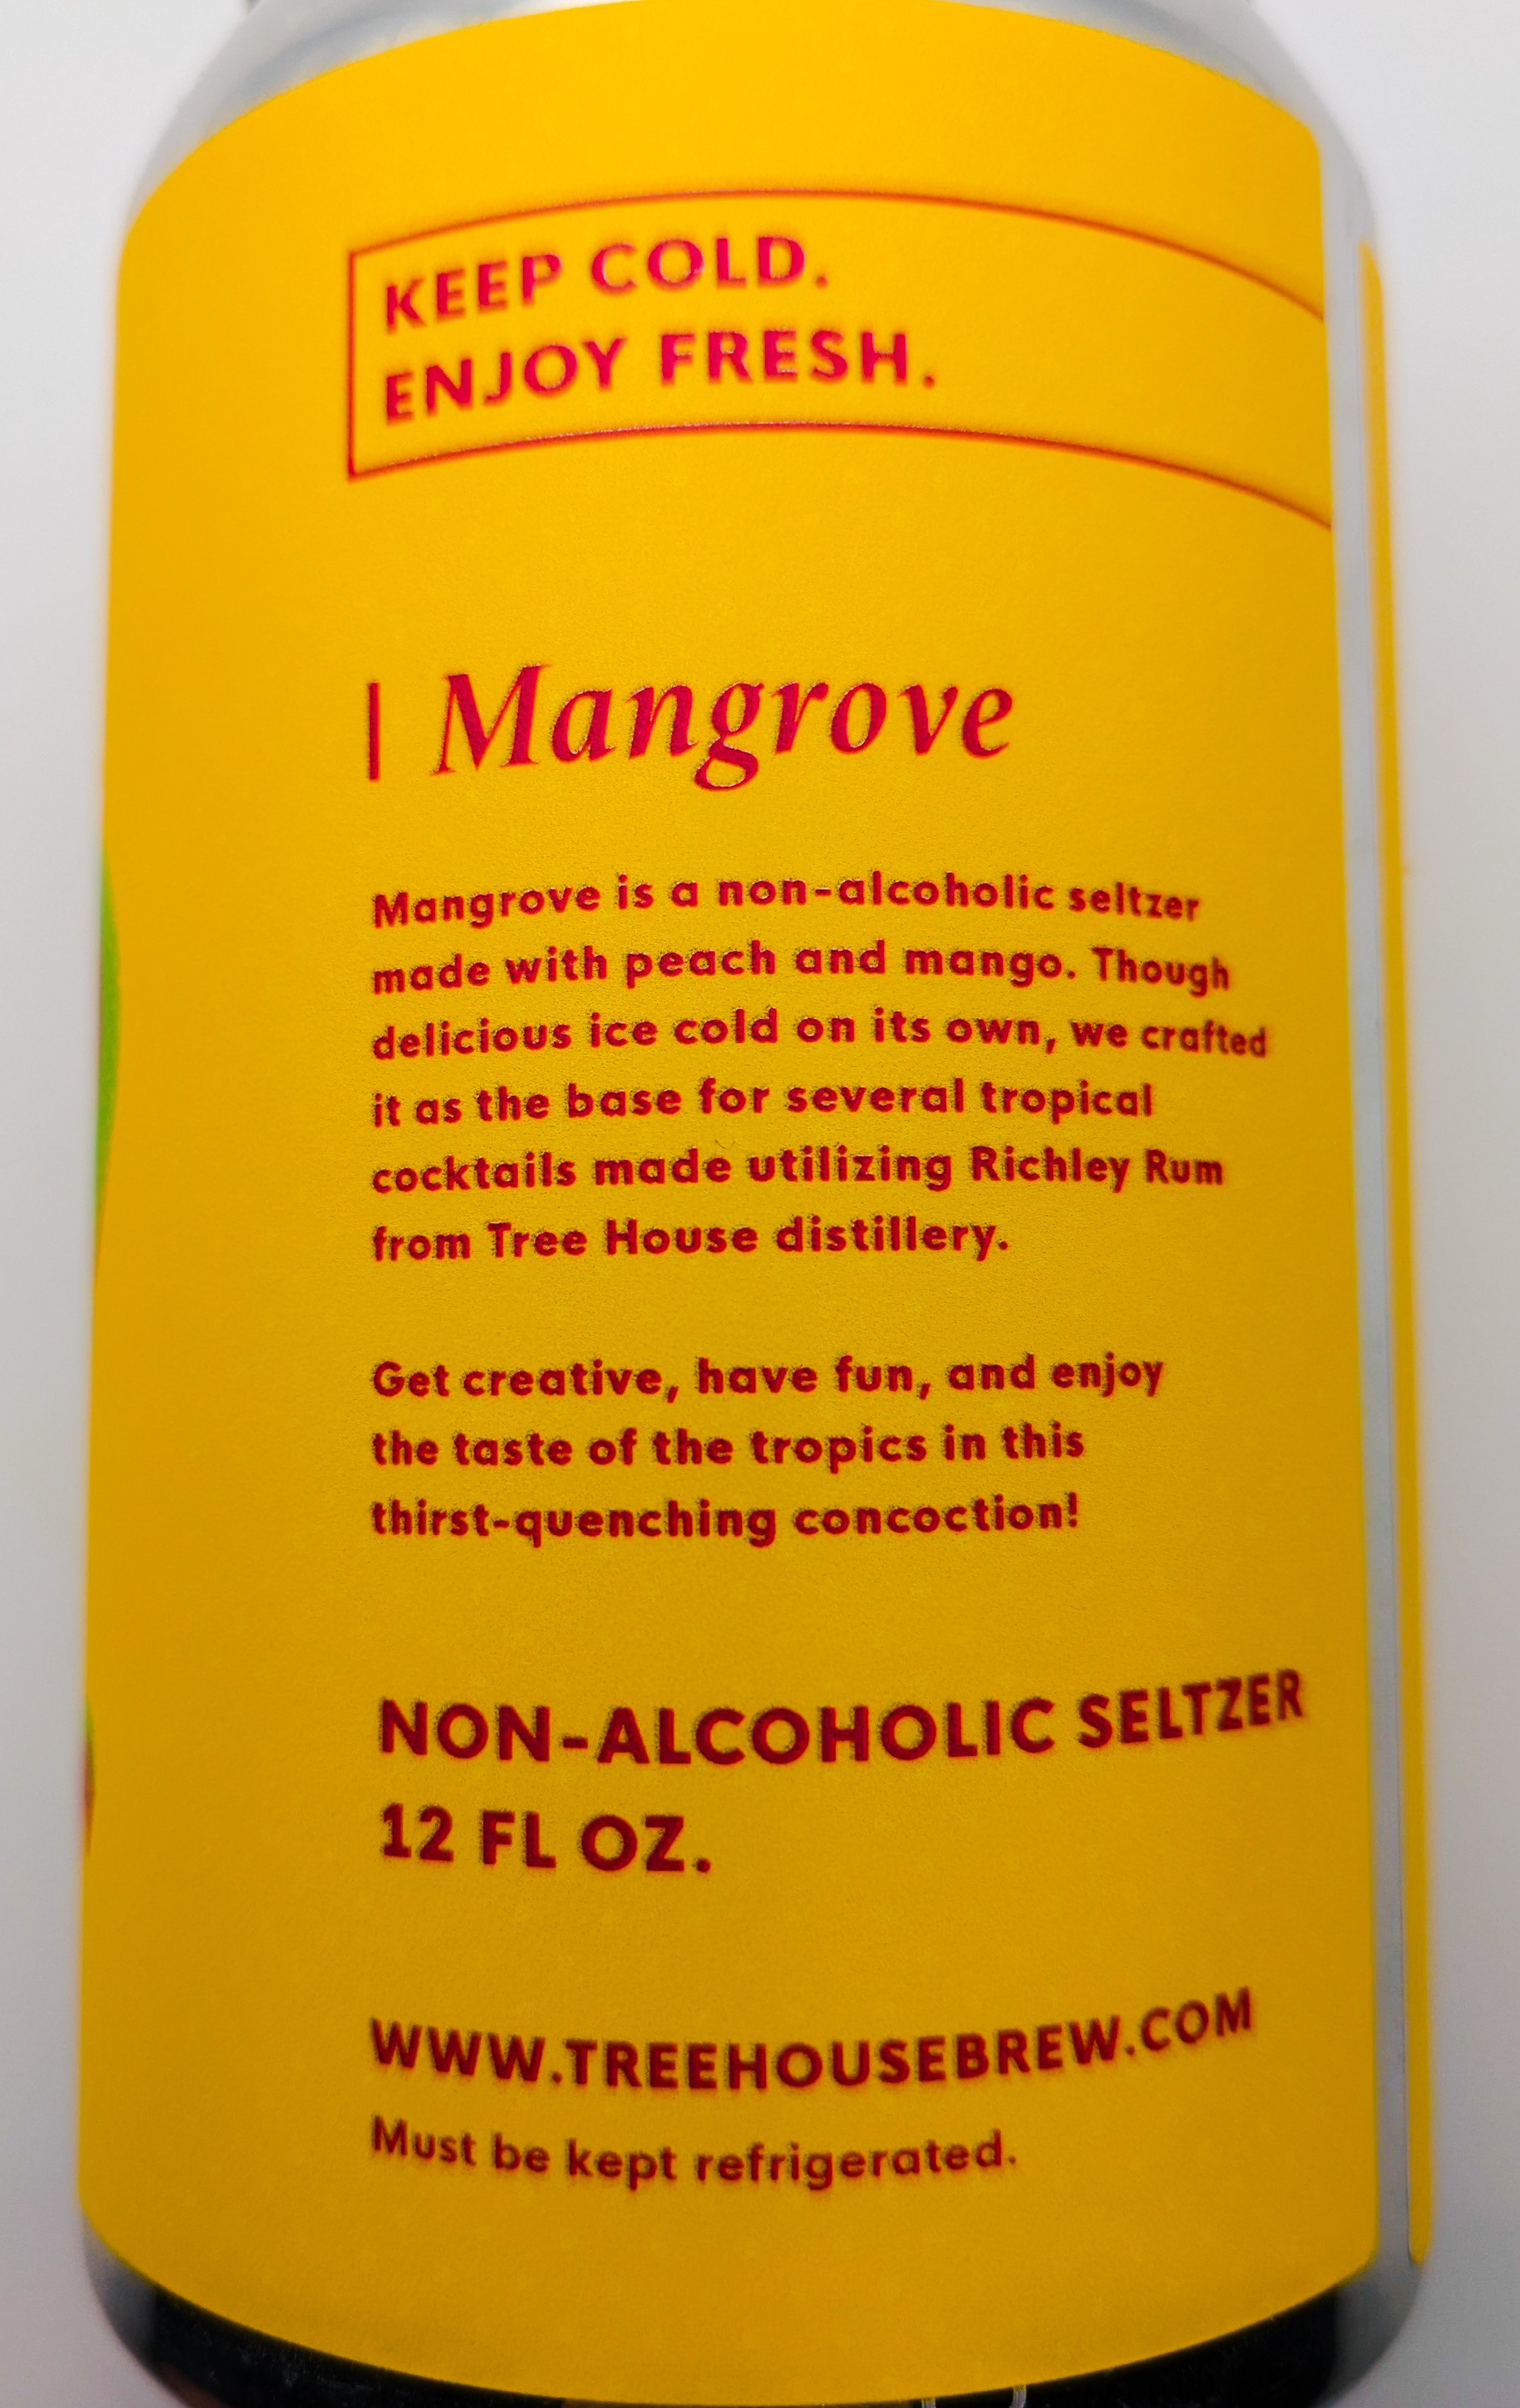 KEEP COLD.
ENJOY FRESH.
| Mangrove
Mangrove is a non-alcoholic seltzer
made with peach and mango. Though
delicious ice cold on its own, we crafted
it as the base for several tropical
cocktails made utilizing Richley Rum
from Tree House distillery.
Get creative, have fun, and enjoy
the taste of the tropics in this
thirst-quenching concoction!
NON-ALCOHOLIC SELTZER
12 FL OZ.
WWW.TREEHOUSEBREW.COM
Must be kept refrigerated.